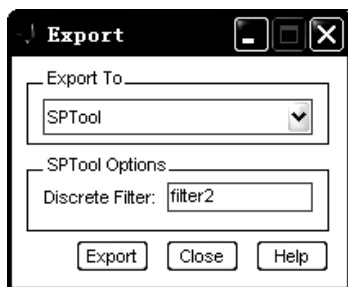 Export
Export To
SPTool
SPTool Options
Discrete Filter: filter2
Export Close Help